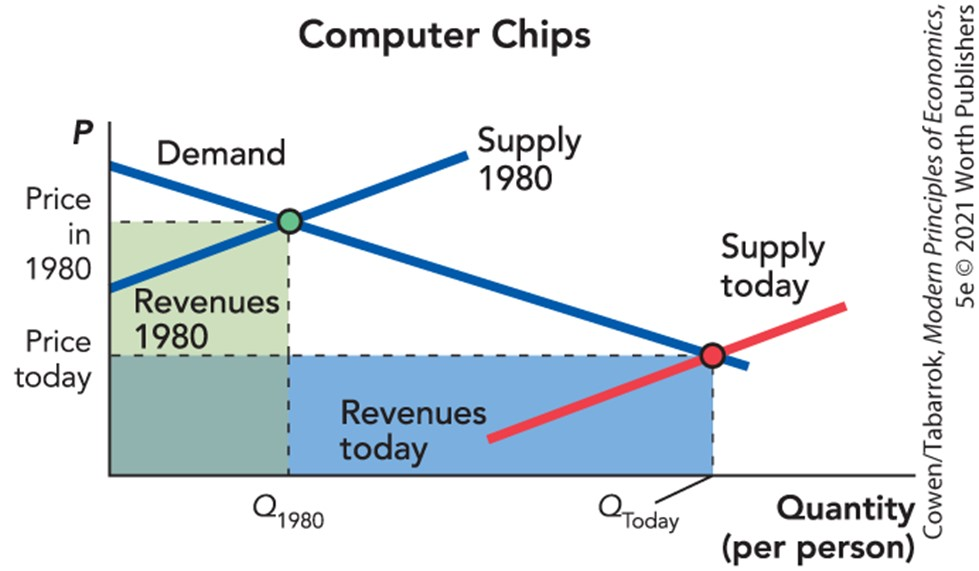 Computer Chips
P
Demand
Supply
1980
Price
in
1980
Supply
today
Revenues
1980
Price
today
Revenues
today
Q1980
QToday
Quantity
(per person)
Cowen/Tabarrok, Modern Principles of Economics,
5e © 2021 Worth Publishers